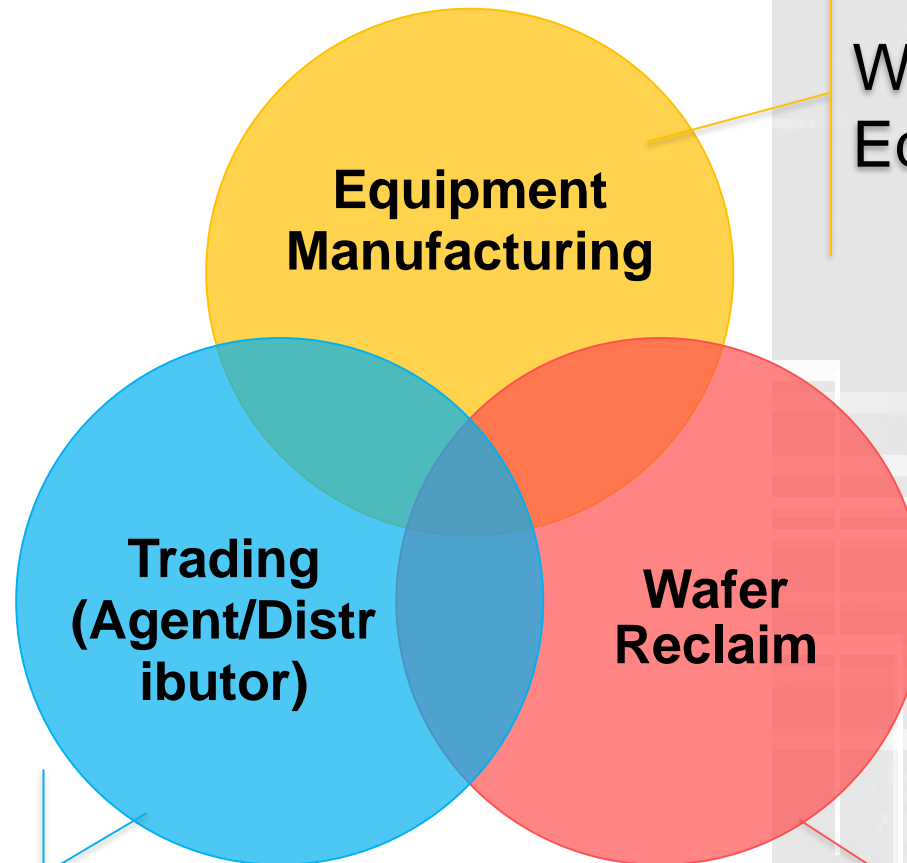 Equipment
Manufacturing
Trading
(Agent/Distr
ibutor)
Wafer
Reclaim